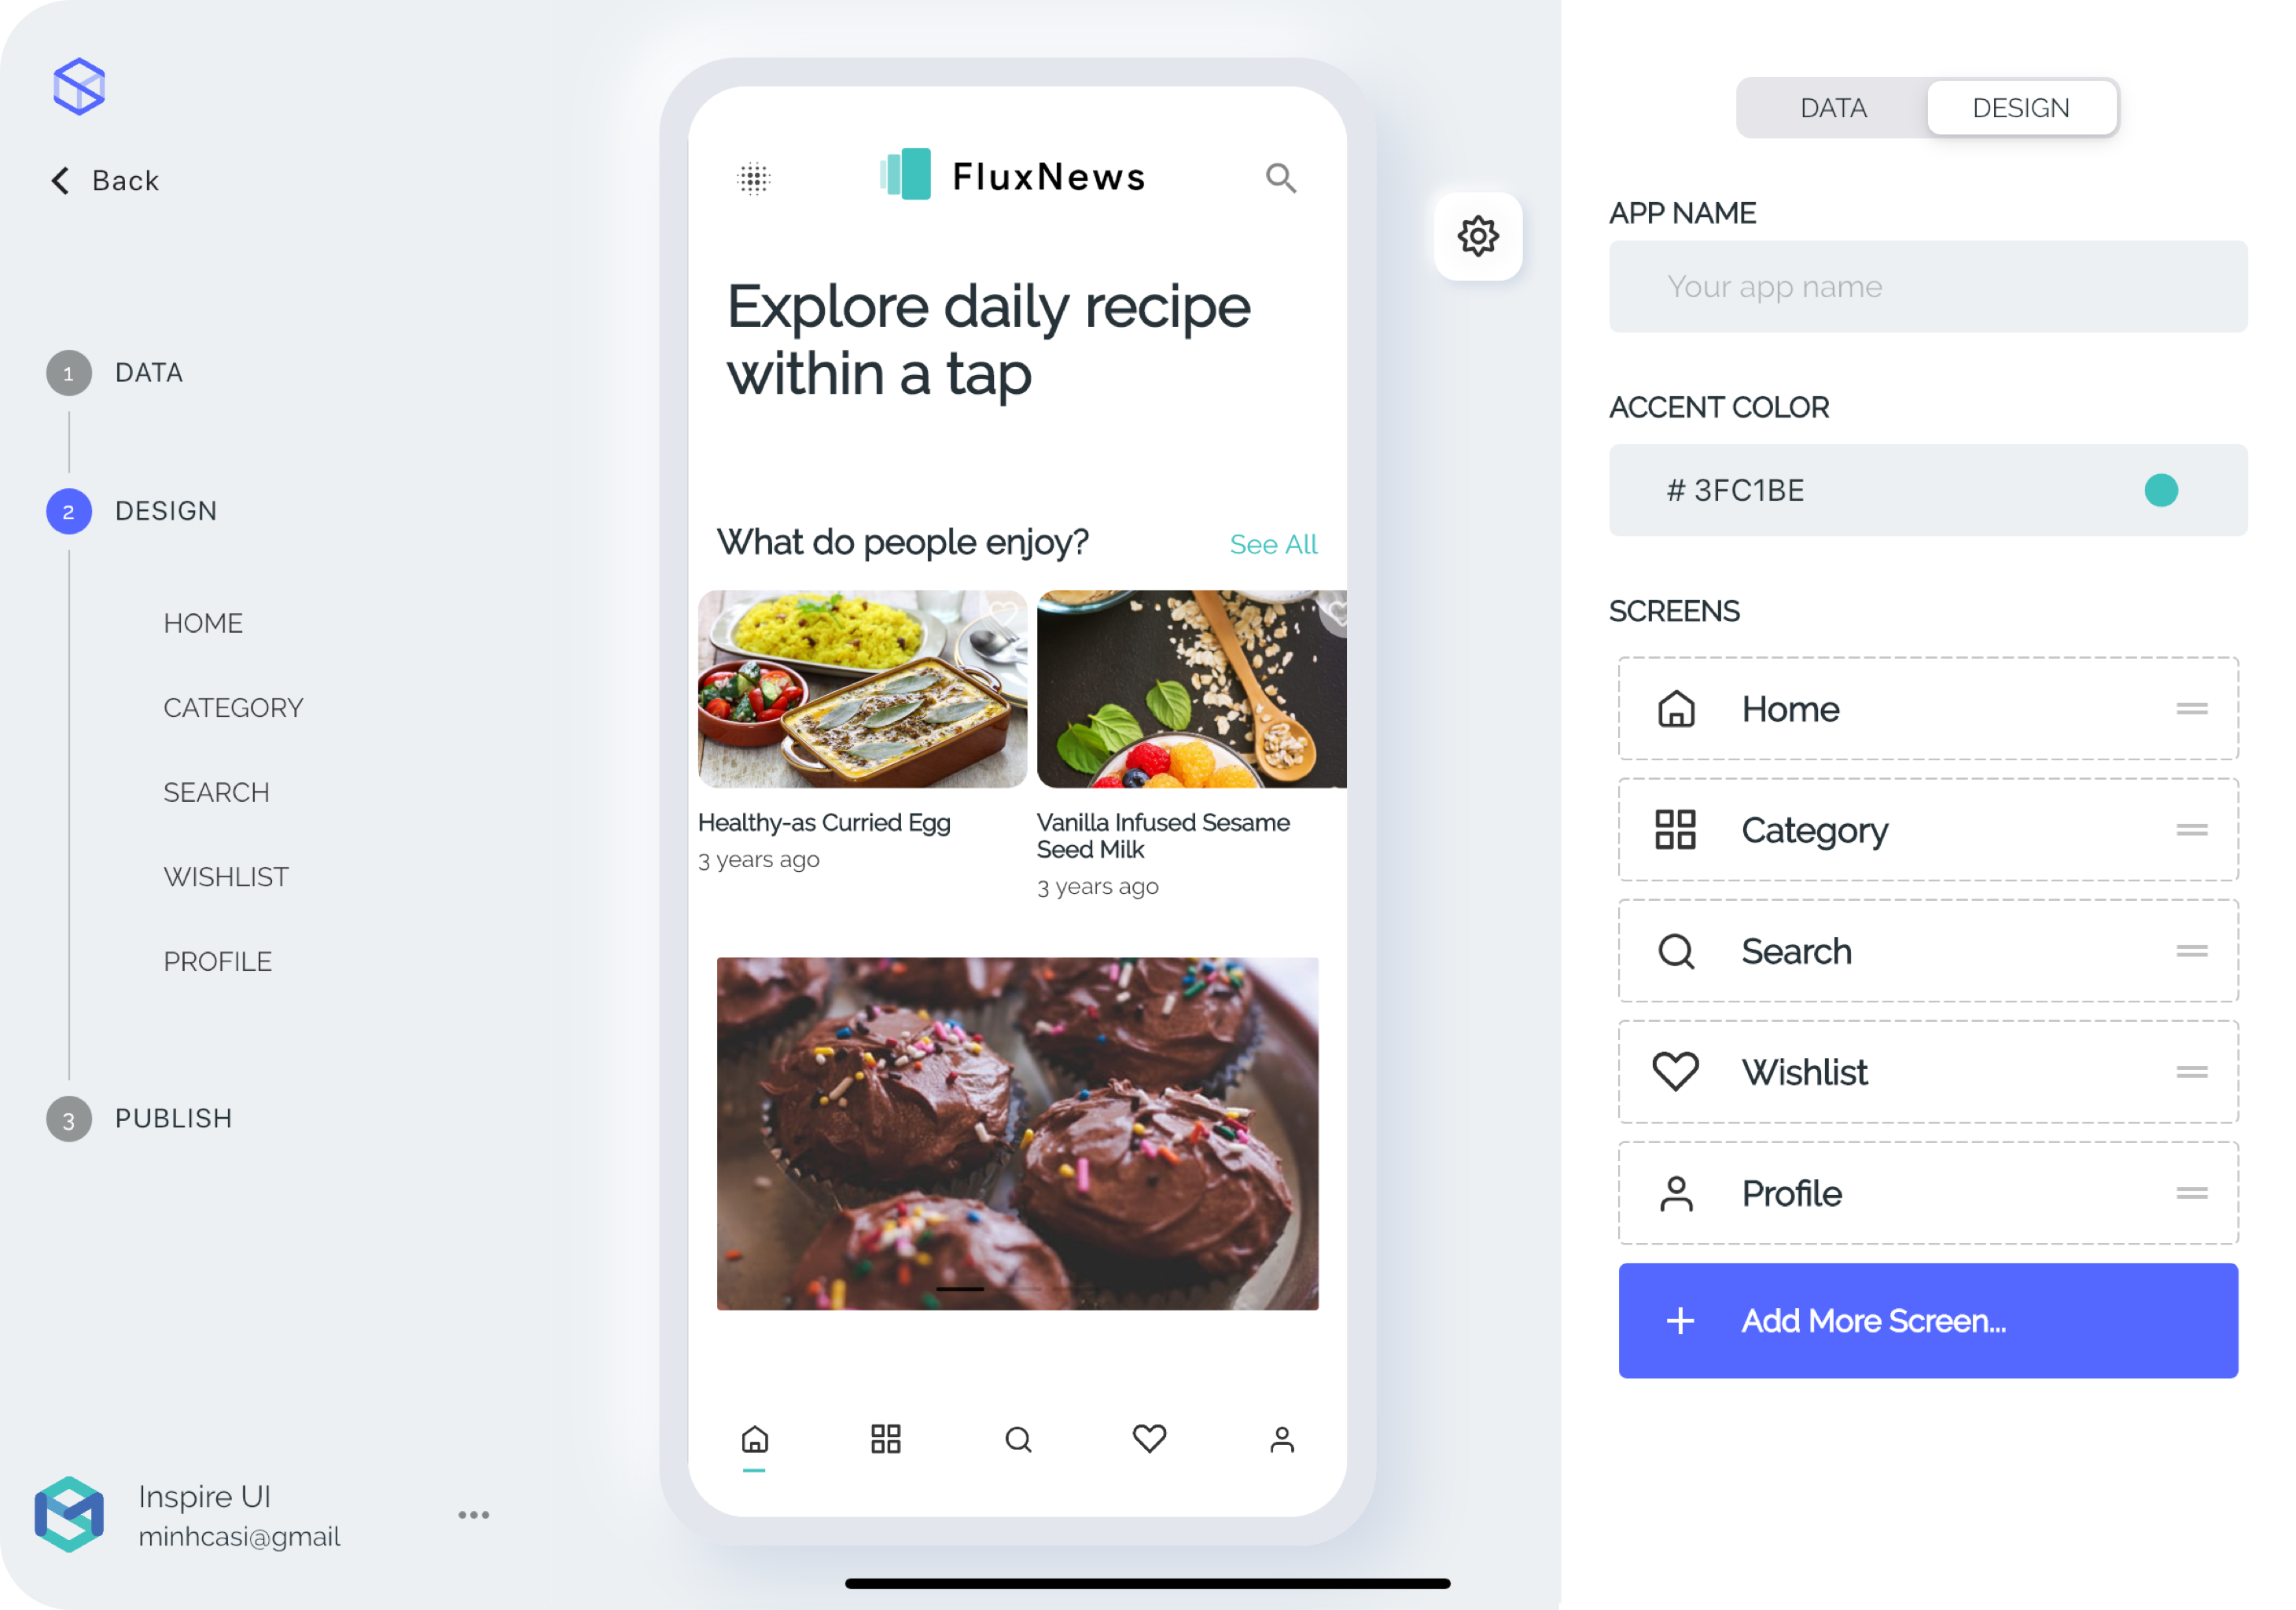 Back
1 DATA
2 DESIGN
HOME
CATEGORY
SEARCH
WISHLIST
PROFILE
3 PUBLISH
Inspire UI
minhcasi@gmail
FluxNews
Explore daily recipe
within a tap
What do people enjoy? See All
Healthy-as Curried Egg
3 years ago
Vanilla Infused Sesame
Seed Milk
3 years ago
DATA DESIGN
APP NAME
Your app name
ACCENT COLOR
# 3FC1BE
SCREENS
Home
Category
Search
Wishlist
Profile
Add More Screen...